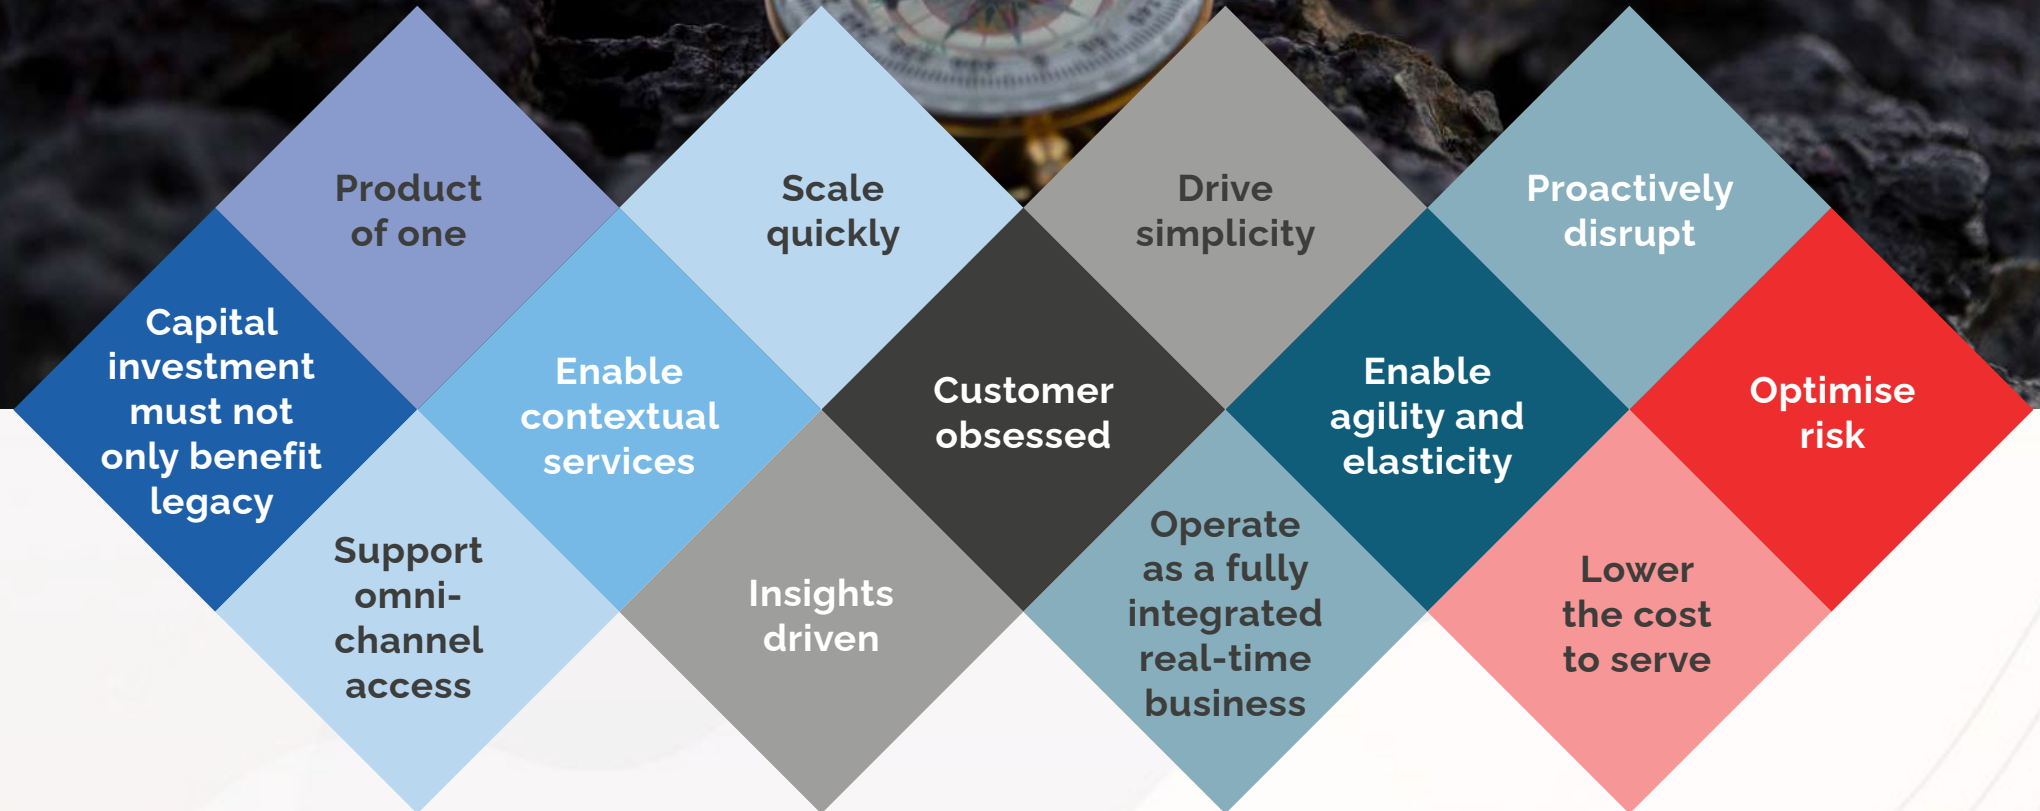 Product
of one
Scale
quickly
Drive
simplicity
Proactively
disrupt
Capital
investment
must not
only benefit
legacy
Enable
contextual
services
Customer
obsessed
Enable
agility and
elasticity
Optimise
risk
Support
omni-
channel
access
Insights
driven
Operate
as a fully
integrated
real-time
business
Lower
the cost
to serve